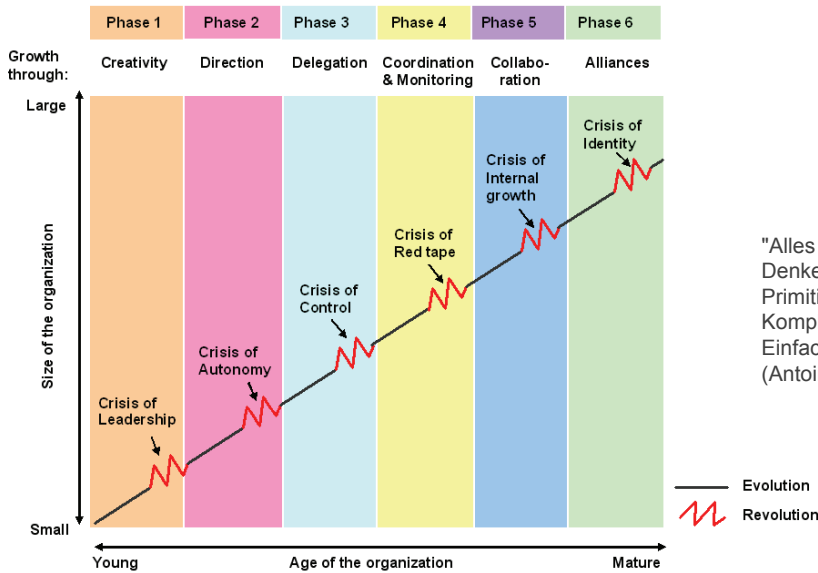 Phase 1 Phase 2 Phase 3 Phase 4 Phase 5 Phase 6
Growth
through:
Creativity Direction Delegation Coordination
& Monitoring
Collabo-
ration
Alliances
Large
Crisis of
Identity
Crisis of
Internal
growth
Crisis of
Red tape
Crisis of
Control
Crisis of
Autonomy
Crisis of
Leadership
Size of the organization
Small
Young Age of the organization Mature
"Alles
Denke
Primiti
Komp
Einfac
(Antoi
Evolution
Revolution